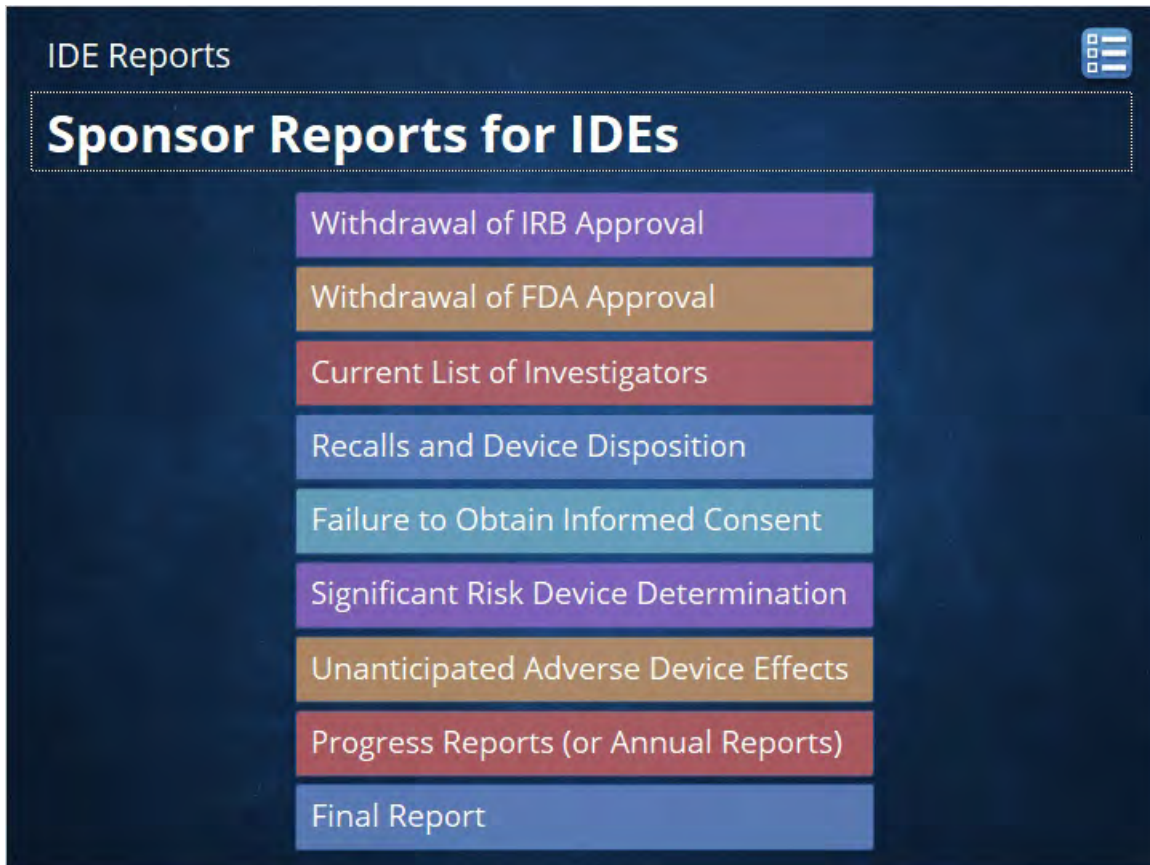 IDE Reports
Sponsor Reports for IDEs
Withdrawal of IRB Approval
Withdrawal of FDA Approval
Current List of Investigators
Recalls and Device Disposition
Failure to Obtain Informed Consent
Significant Risk Device Determination
Unanticipated Adverse Device Effects
Progress Reports (or Annual Reports)
Final Report